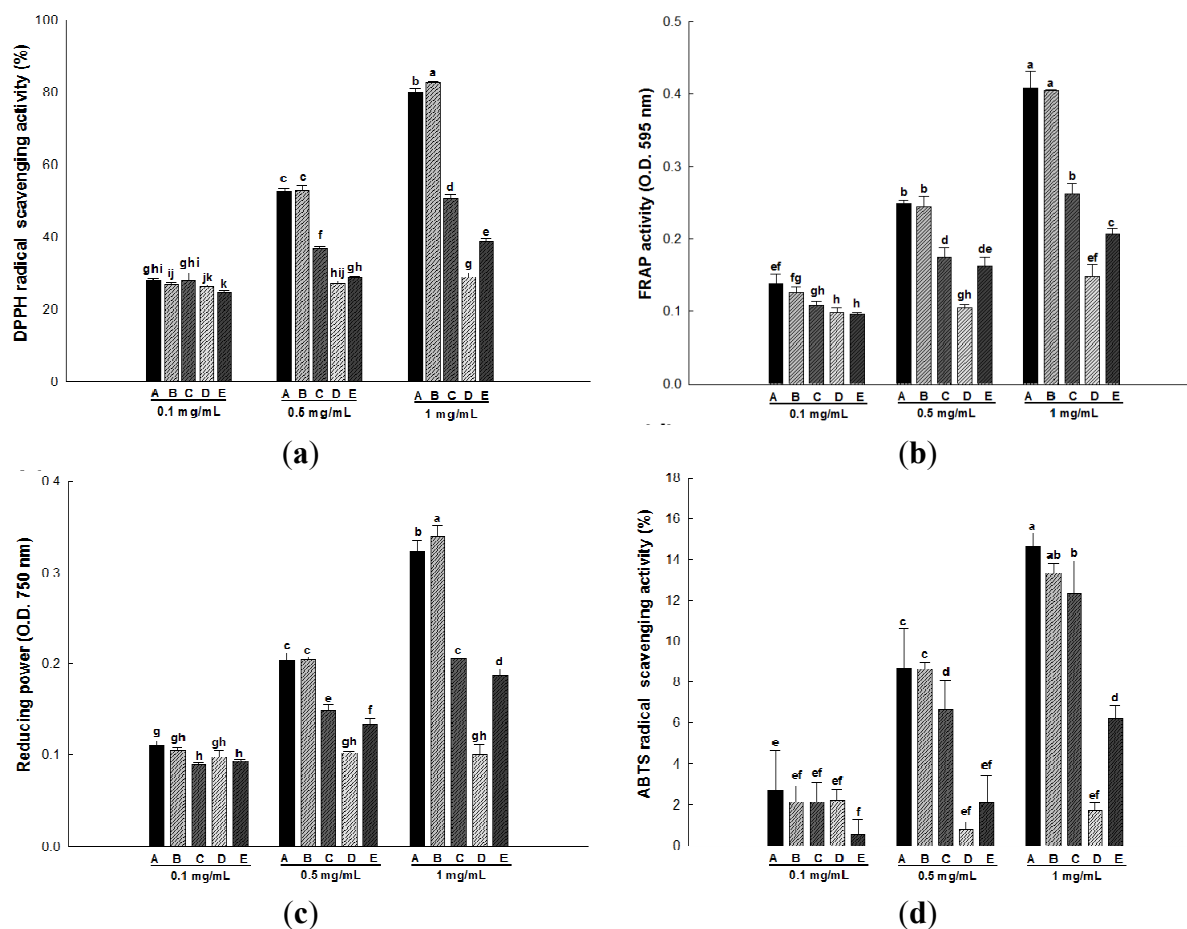 DPPH radical scavenging activity (%)
100
80
60
40
20
0
ghi ij ghi jk k
c c f hij gh
b a d g e
A B C D E A B C D E A B C D E
0.1 mg/mL 0.5 mg/mL 1 mg/mL
(a)
FRAP activity (O.D. 595 nm)
0.5
0.4
0.3
0.2
0.1
0.0
ef fg gh h h
b b d gh de
a a b ef c
A B C D E A B C D E A B C D E
0.1 mg/mL 0.5 mg/mL 1 mg/mL
(b)
Reducing power (O.D. 750 nm)
0.4
0.3
0.2
0.1
0.0
g gh h gh h
c c e gh f
b a c gh d
A B C D E A B C D E A B C D E
0.1 mg/mL 0.5 mg/mL 1 mg/mL
(c)
ABTS radical scavenging activity (%)
18
16
14
12
10
8
6
4
2
0
e ef ef ef f
c c d ef ef
a ab b ef d
A B C D E A B C D E A B C D E
0.1 mg/mL 0.5 mg/mL 1 mg/mL
(d)